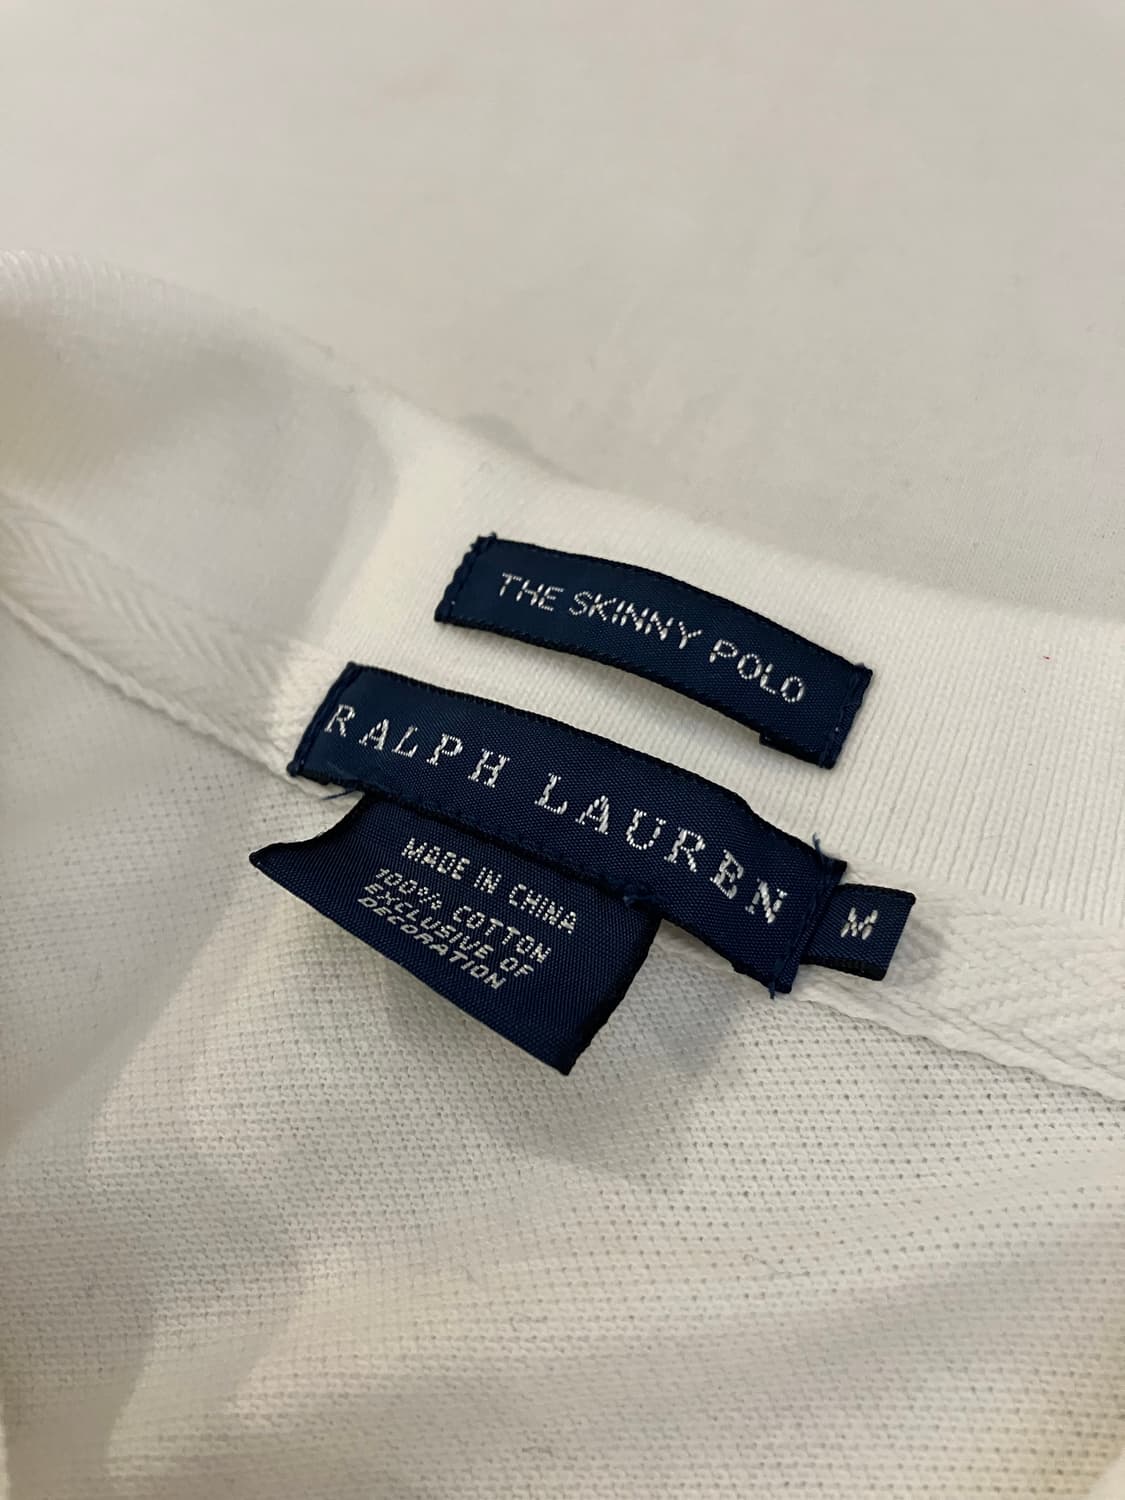 THE SKINNY POLO
RALPH LAUREN
M
MADE IN CHINA
100% COTTON
EXCLUSIVE OF
DECORATION